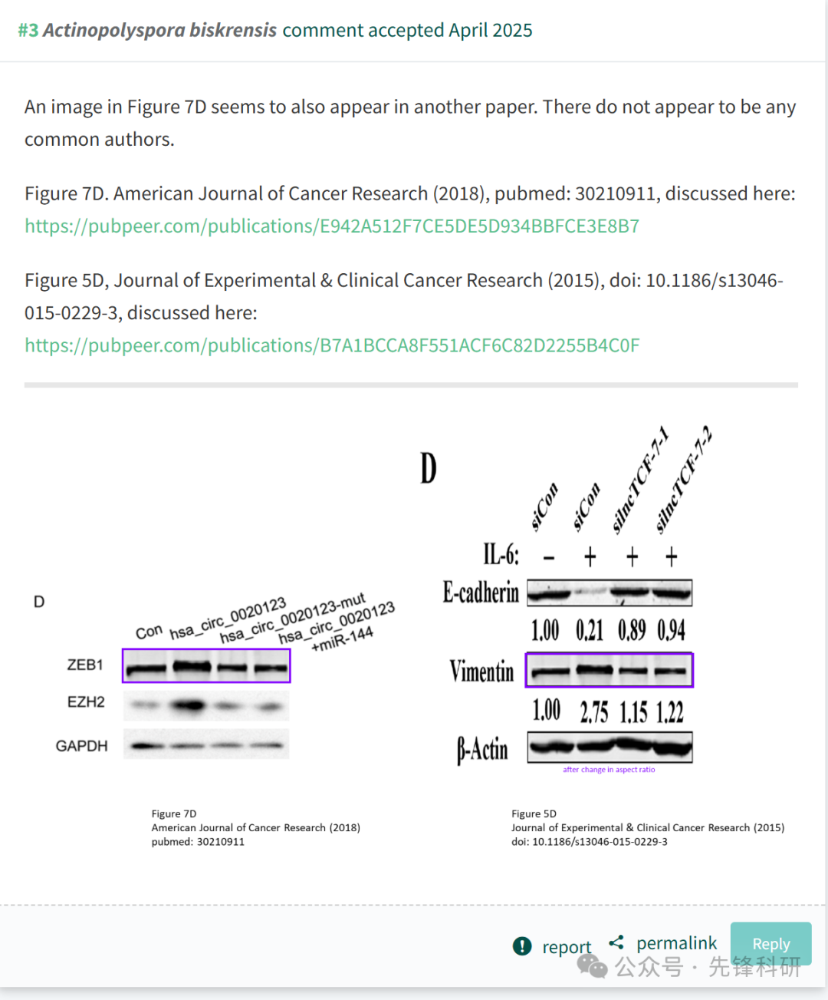 #3 Actinopolyspora biskrensis comment accepted April 2025
An image in Figure 7D seems to also appear in another paper. There do not appear to be any
common authors.
Figure 7D. American Journal of Cancer Research (2018), pubmed: 30210911, discussed here:
https://pubpeer.com/publications/E942A512F7CE5DE5D934BBFCE3E8B7
Figure 5D, Journal of Experimental & Clinical Cancer Research (2015), doi: 10.1186/s13046-
015-0229-3, discussed here:
https://pubpeer.com/publications/B7A1BCCA8F551ACF6C82D2255B4C0F
D
Con
hsa_circ_0020123
hsa_circ_0020123-mut
hsa_circ_0020123
+miR-144
ZEB1
EZH2
GAPDH
Figure 7D
American Journal of Cancer Research (2018)
pubmed: 30210911
D
siCon
siCon
silncTCF-7-1
silncTCF-7-2
IL-6: − + + +
E-cadherin
1.00 0.21 0.89 0.94
Vimentin
1.00 2.75 1.15 1.22
β-Actin
after change in aspect ratio
Figure 5D
Journal of Experimental & Clinical Cancer Research (2015)
doi: 10.1186/s13046-015-0229-3
report permalink Reply
公众号 · 先锋科研